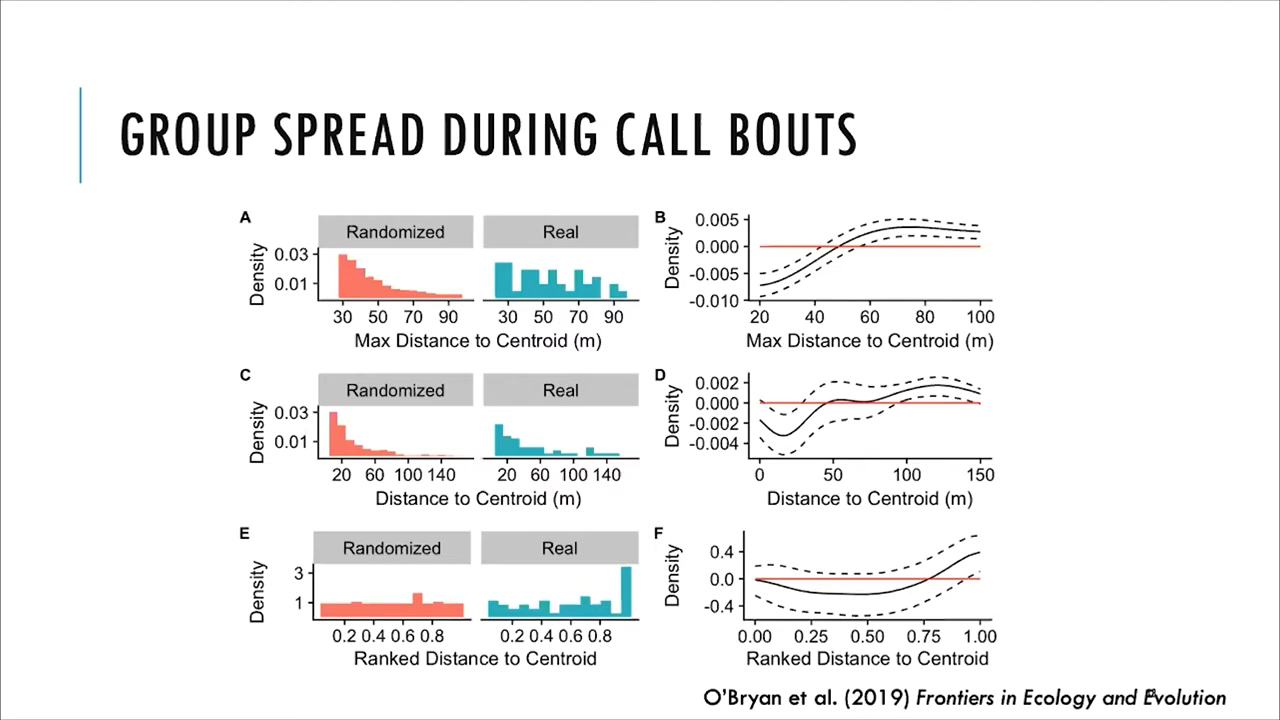 GROUP SPREAD DURING CALL BOUTS
A
Randomized
Real
Density
0.03
0.01
30 50 70 90
30 50 70 90
Max Distance to Centroid (m)
B
Density
0.005
0.000
-0.005
-0.010
20 40 60 80 100
Max Distance to Centroid (m)
C
Randomized
Real
Density
0.03
0.01
20 60 100 140
20 60 100 140
Distance to Centroid (m)
D
Density
0.002
0.000
-0.002
-0.004
0 50 100 150
Distance to Centroid (m)
E
Randomized
Real
Density
3
1
0.2 0.4 0.6 0.8
0.2 0.4 0.6 0.8
Ranked Distance to Centroid
F
Density
0.4
0.0
-0.4
0.00 0.25 0.50 0.75 1.00
Ranked Distance to Centroid
O'Bryan et al. (2019) Frontiers in Ecology and Evolution